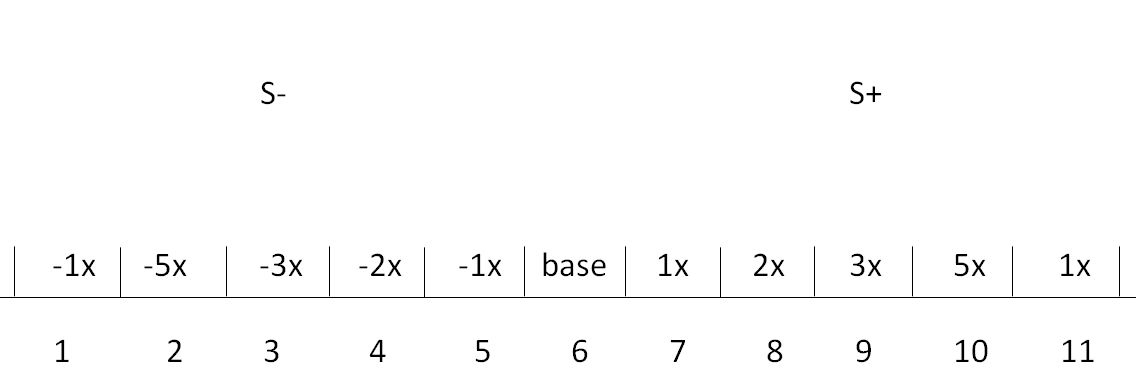 S- S+
-1x -5x -3x -2x -1x base 1x 2x 3x 5x 1x
1 2 3 4 5 6 7 8 9 10 11